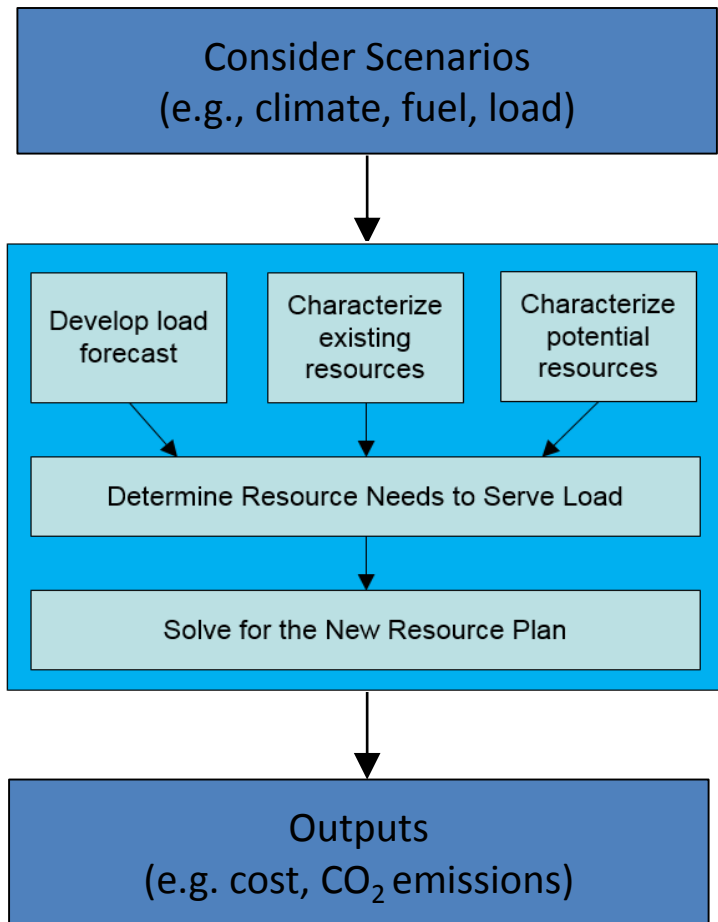 Consider Scenarios
(e.g., climate, fuel, load)
Develop load
forecast
Characterize
existing
resources
Characterize
potential
resources
Determine Resource Needs to Serve Load
Solve for the New Resource Plan
Outputs
(e.g. cost, CO₂ emissions)